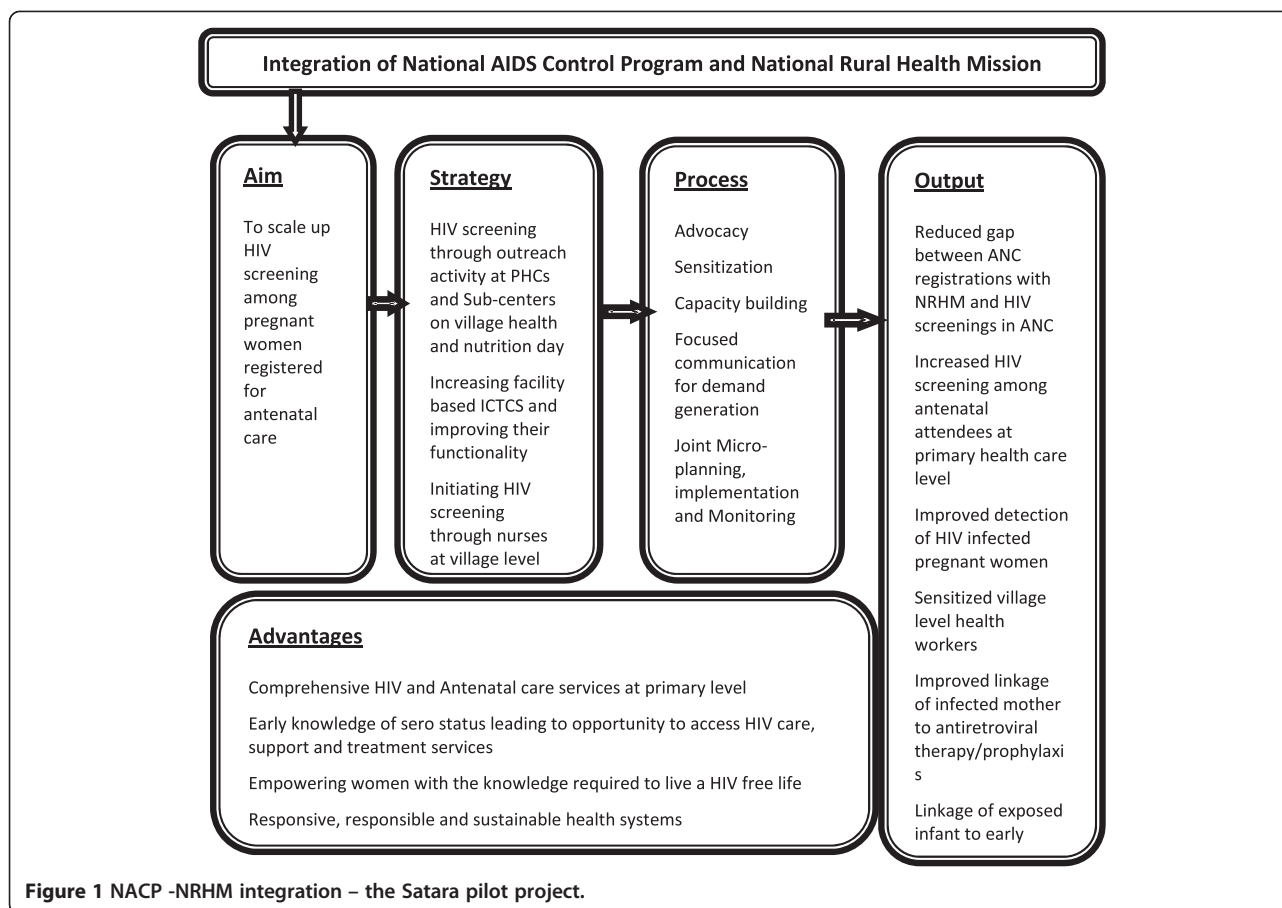 Integration of National AIDS Control Program and National Rural Health Mission
Aim
To scale up
HIV
screening
among
pregnant
women
registered
for
antenatal
care
Strategy
HIV screening
through outreach
activity at PHCs
and Sub-centers
on village health
and nutrition day
Increasing facility
based ICTCS and
improving their
functionality
Initiating HIV
screening
through nurses
at village level
Process
Advocacy
Sensitization
Capacity building
Focused
communication
for demand
generation
Joint Micro-
planning,
implementation
and Monitoring
Output
Reduced gap
between ANC
registrations with
NRHM and HIV
screenings in ANC
Increased HIV
screening among
antenatal
attendees at
primary health care
level
Improved detection
of HIV infected
pregnant women
Sensitized village
level health
workers
Improved linkage
of infected mother
to antiretroviral
therapy/prophylaxi
s
Linkage of exposed
infant to early
Advantages
Comprehensive HIV and Antenatal care services at primary level
Early knowledge of sero status leading to opportunity to access HIV care,
support and treatment services
Empowering women with the knowledge required to live a HIV free life
Responsive, responsible and sustainable health systems
Figure 1 NACP -NRHM integration – the Satara pilot project.